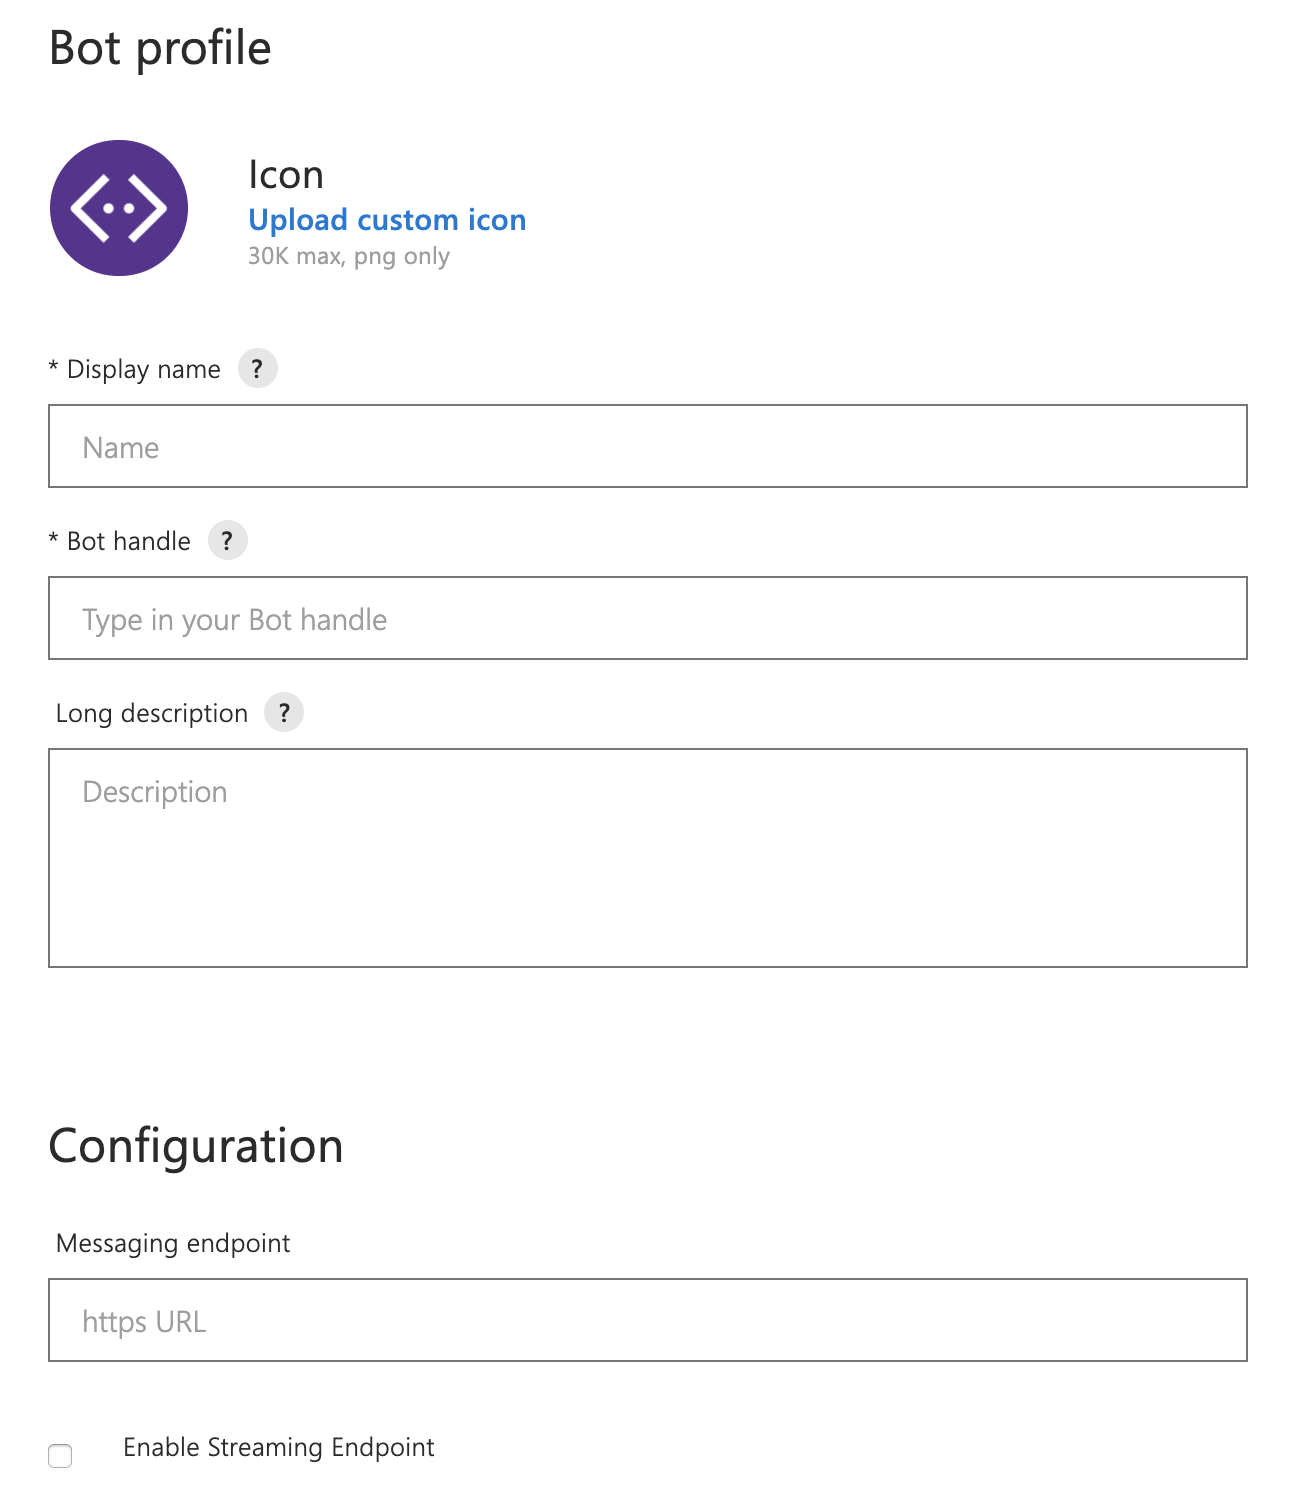 Bot profile
Icon
Upload custom icon
30K max, png only
* Display name ?
Name
* Bot handle ?
Type in your Bot handle
Long description ?
Description
Configuration
Messaging endpoint
https URL
Enable Streaming Endpoint